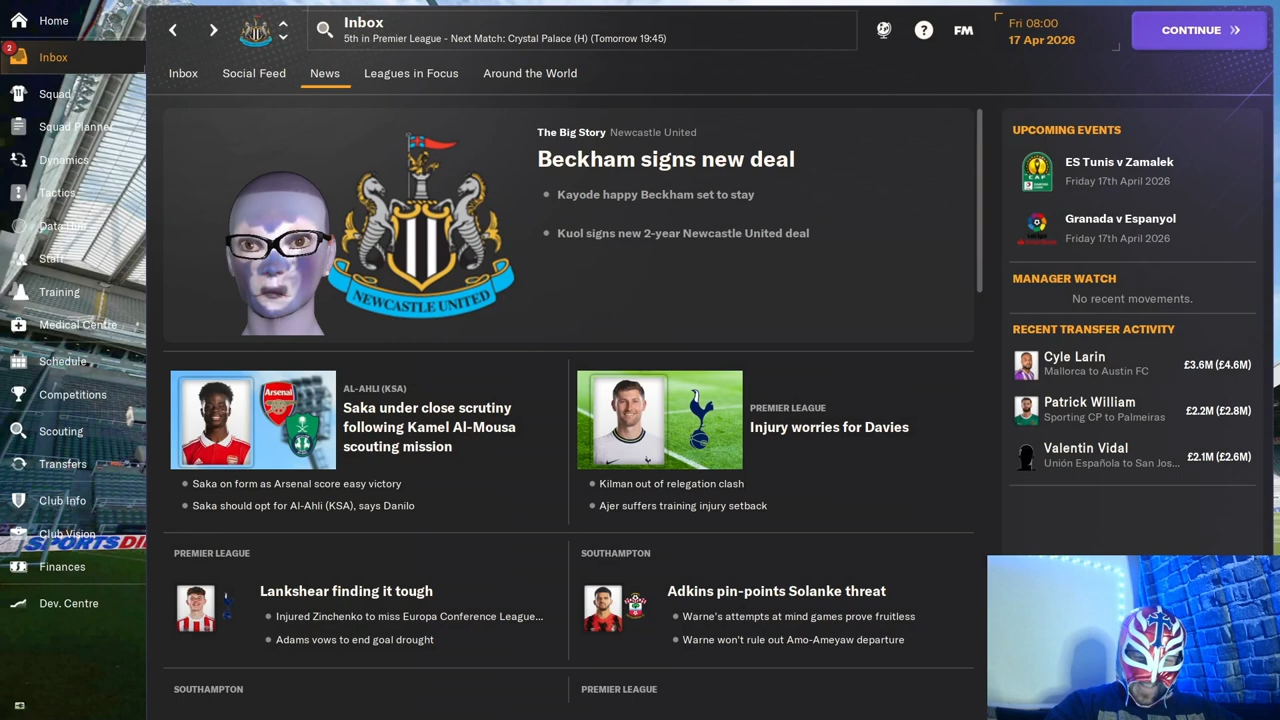 Home
2
Inbox
Squad
Squad Planner
Dynamics
Tactics
Data Hub
Staff
Training
Medical Centre
Schedule
Competitions
Scouting
Transfers
Club Info
Club Vision
SPORTS DI
Finances
Dev. Centre
Inbox
5th in Premier League - Next Match: Crystal Palace (H) (Tomorrow 19:45)
?
FM
Fri 08:00
17 Apr 2026
CONTINUE
Inbox
Social Feed
News
Leagues in Focus
Around the World
NEWCASTLE UNITED
The Big Story Newcastle United
Beckham signs new deal
Kayode happy Beckham set to stay
Kuol signs new 2-year Newcastle United deal
Arsenal
AL-AHLI (KSA)
Saka under close scrutiny
following Kamel Al-Mousa
scouting mission
Saka on form as Arsenal score easy victory
Saka should opt for Al-Ahli (KSA), says Danilo
PREMIER LEAGUE
Injury worries for Davies
Kilman out of relegation clash
Ajer suffers training injury setback
PREMIER LEAGUE
Lankshear finding it tough
Injured Zinchenko to miss Europa Conference League...
Adams vows to end goal drought
SOUTHAMPTON
Adkins pin-points Solanke threat
Warne's attempts at mind games prove fruitless
Warne won't rule out Amo-Ameyaw departure
SOUTHAMPTON
PREMIER LEAGUE
UPCOMING EVENTS
CAF
ES Tunis v Zamalek
Friday 17th April 2026
Granada v Espanyol
Friday 17th April 2026
MANAGER WATCH
No recent movements.
RECENT TRANSFER ACTIVITY
Cyle Larin
Mallorca to Austin FC
£3.6M (£4.6M)
Patrick William
Sporting CP to Palmeiras
£2.2M (£2.8M)
Valentin Vidal
Unión Española to San Jos...
£2.1M (£2.6M)